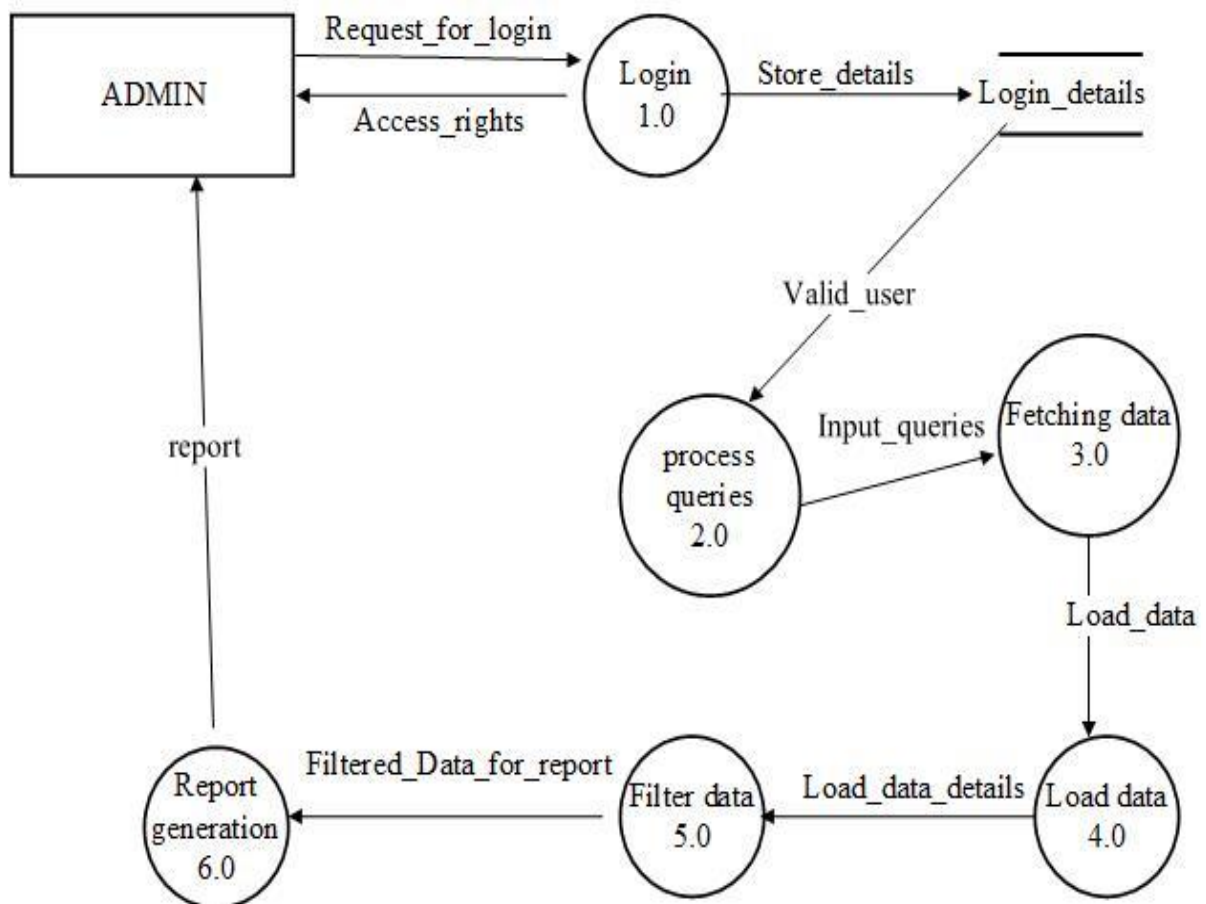 Request_for_login
ADMIN
Access_rights
Login
1.0
Store_details
Login_details
Valid_user
report
process
queries
2.0
Input_queries
Fetching data
3.0
Load_data
Report
generation
6.0
Filtered_Data_for_report
Filter data
5.0
Load_data_details
Load data
4.0